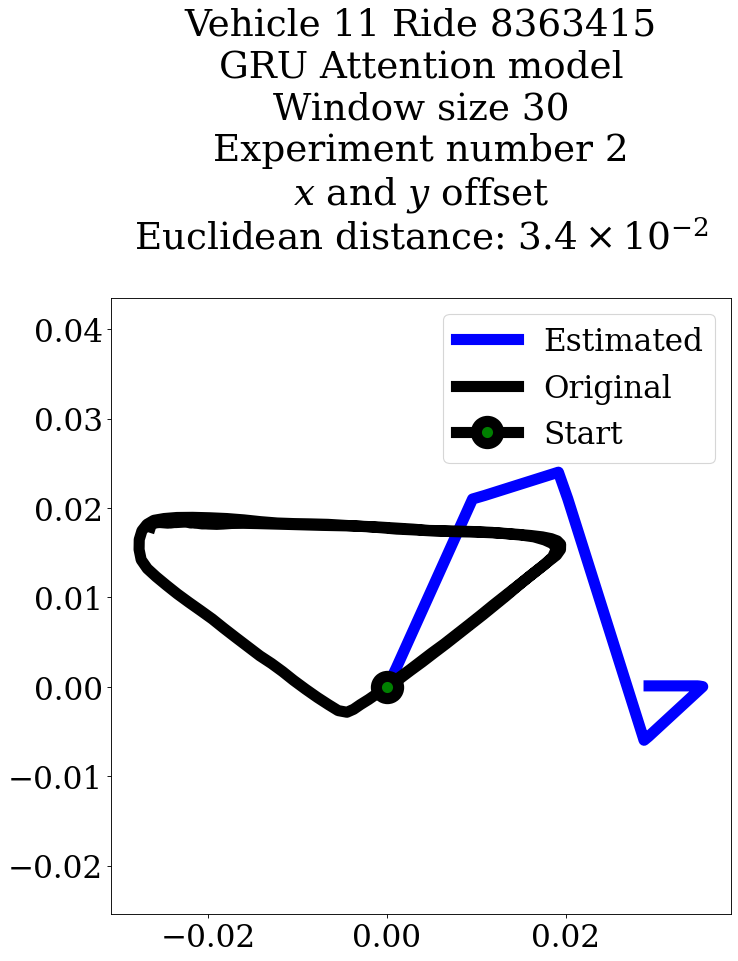 Vehicle 11 Ride 8363415
GRU Attention model
Window size 30
Experiment number 2
x and y offset
Euclidean distance: 3.4 × 10⁻²
Estimated
Original
Start
0.04
0.03
0.02
0.01
0.00
−0.01
−0.02
−0.02 0.00 0.02